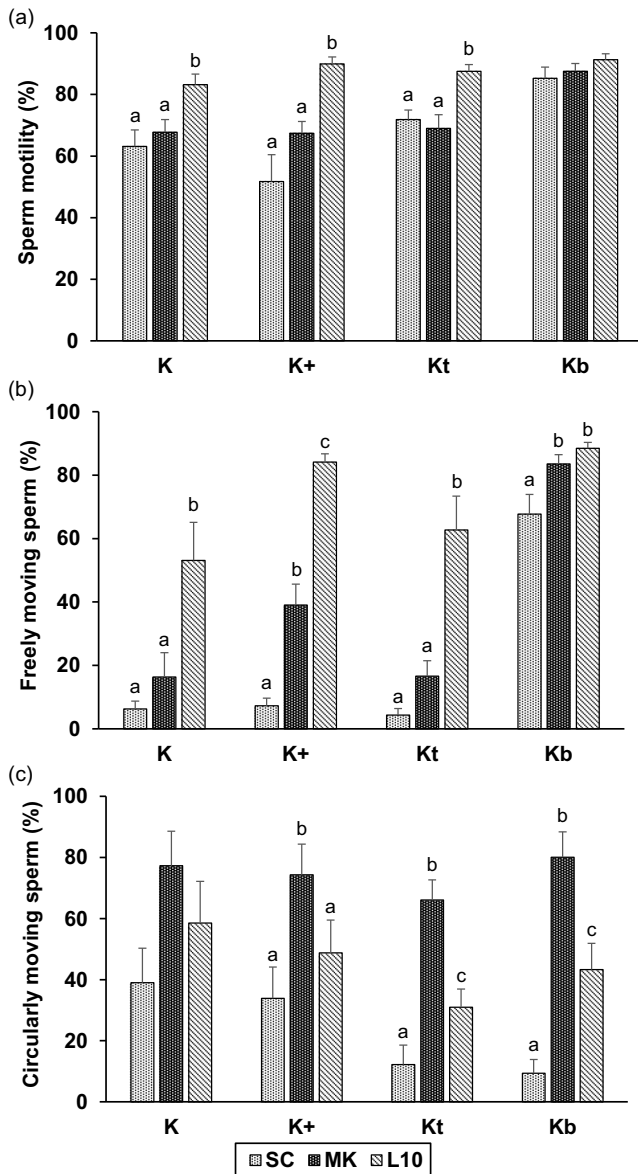 (a)
Sperm motility (%)
100
80
60
40
20
0
a a b
a a b
a a b
K K+ Kt Kb
(b)
Freely moving sperm (%)
100
80
60
40
20
0
a a b
a b c
a a b
a b b
K K+ Kt Kb
(c)
Circularly moving sperm (%)
100
80
60
40
20
0
a b a
a b c
a b c
K K+ Kt Kb
SC MK L10